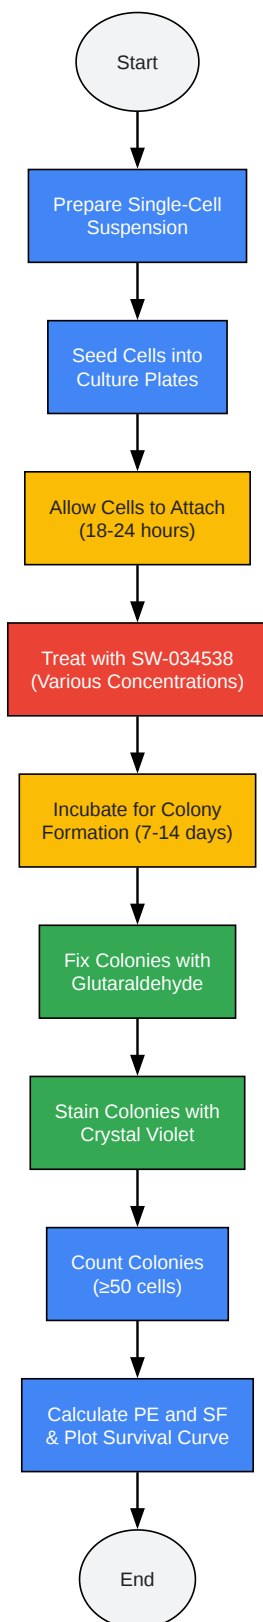 Start
Prepare Single-Cell
Suspension
Seed Cells into
Culture Plates
Allow Cells to Attach
(18-24 hours)
Treat with SW-034538
(Various Concentrations)
Incubate for Colony
Formation (7-14 days)
Fix Colonies with
Glutaraldehyde
Stain Colonies with
Crystal Violet
Count Colonies
(≥50 cells)
Calculate PE and SF
& Plot Survival Curve
End